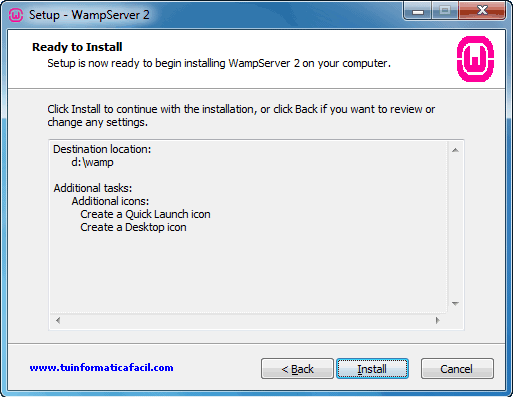 Setup - WampServer 2
Ready to Install
Setup is now ready to begin installing WampServer 2 on your computer.
Click Install to continue with the installation, or click Back if you want to review or
change any settings.
Destination location:
d:\wamp
Additional tasks:
Additional icons:
Create a Quick Launch icon
Create a Desktop icon
www.tuinformaticafacil.com
< Back
Install
Cancel